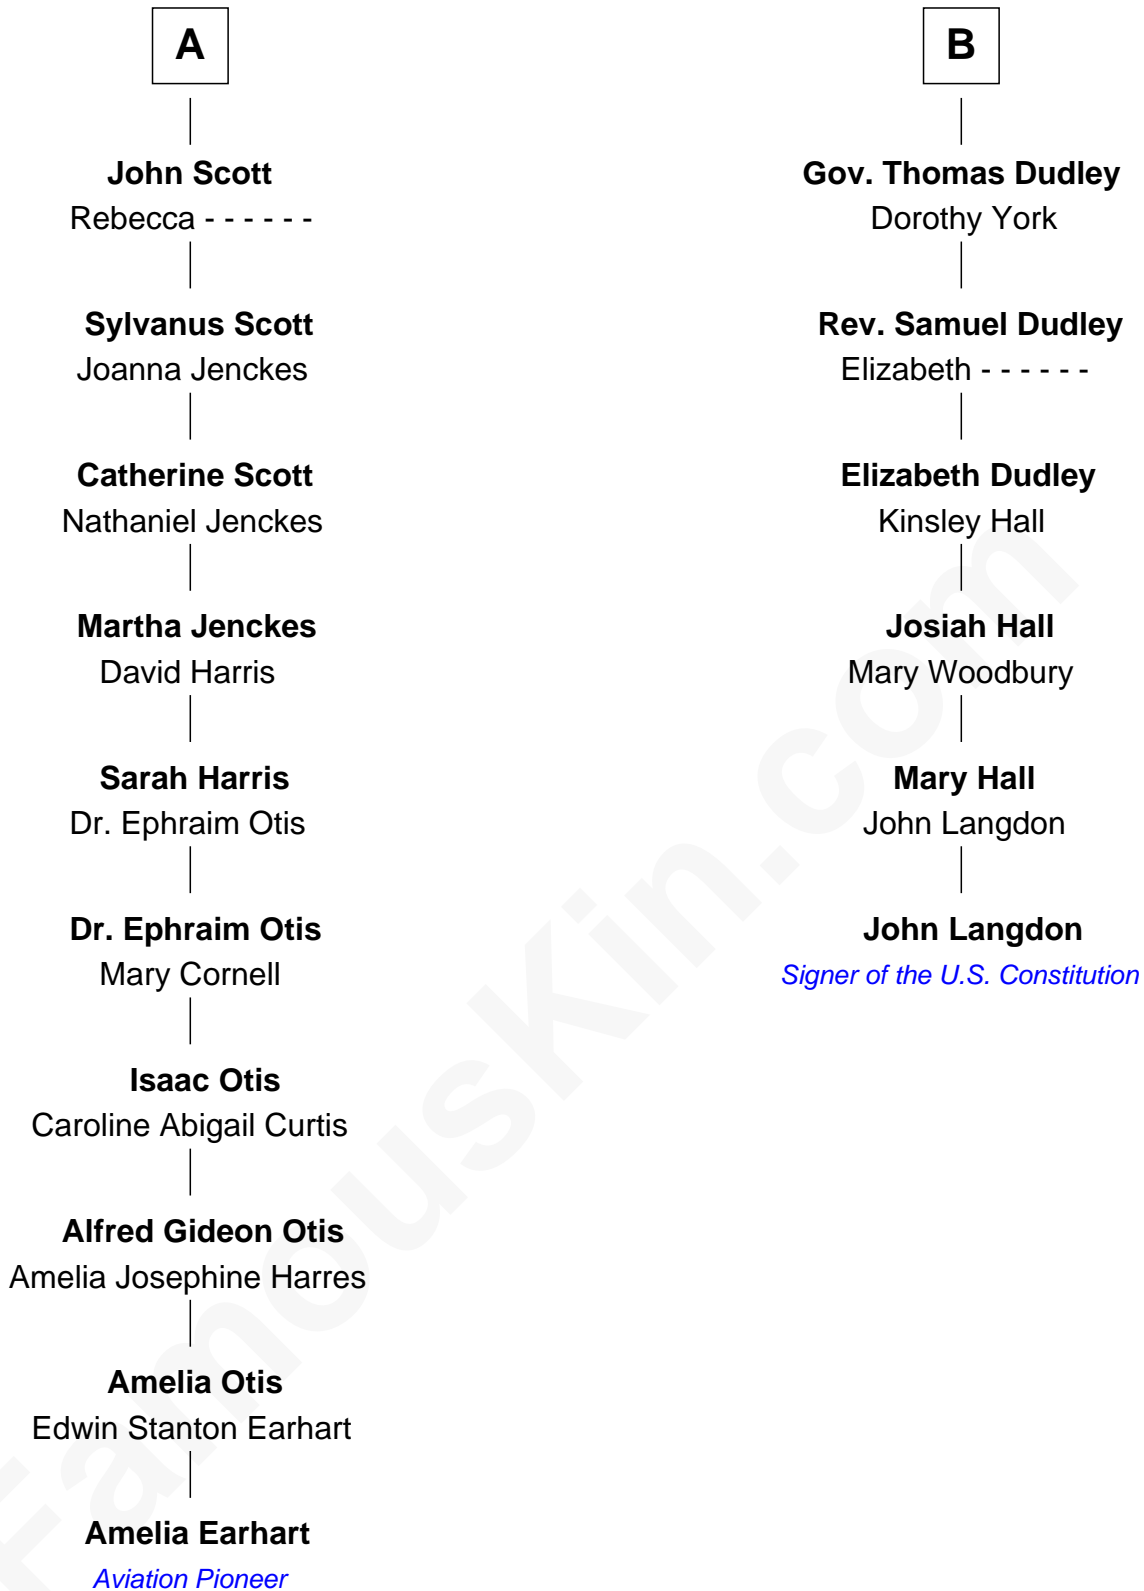 A
John Scott
Rebecca - - - - - -
Sylvanus Scott
Joanna Jenckes
Catherine Scott
Nathaniel Jenckes
Martha Jenckes
David Harris
Sarah Harris
Dr. Ephraim Otis
Dr. Ephraim Otis
Mary Cornell
Isaac Otis
Caroline Abigail Curtis
Alfred Gideon Otis
Amelia Josephine Harres
Amelia Otis
Edwin Stanton Earhart
Amelia Earhart
Aviation Pioneer
B
Gov. Thomas Dudley
Dorothy York
Rev. Samuel Dudley
Elizabeth - - - - - -
Elizabeth Dudley
Kinsley Hall
Josiah Hall
Mary Woodbury
Mary Hall
John Langdon
John Langdon
Signer of the U.S. Constitution
FamousKin.com